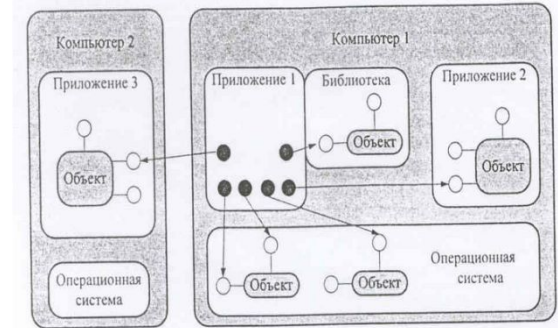 Компьютер 2
Компьютер 1
Приложение 3
Приложение 1
Библиотека
Приложение 2
Объект
Объект
Объект
Операционная
система
Объект
Объект
Операционная
система